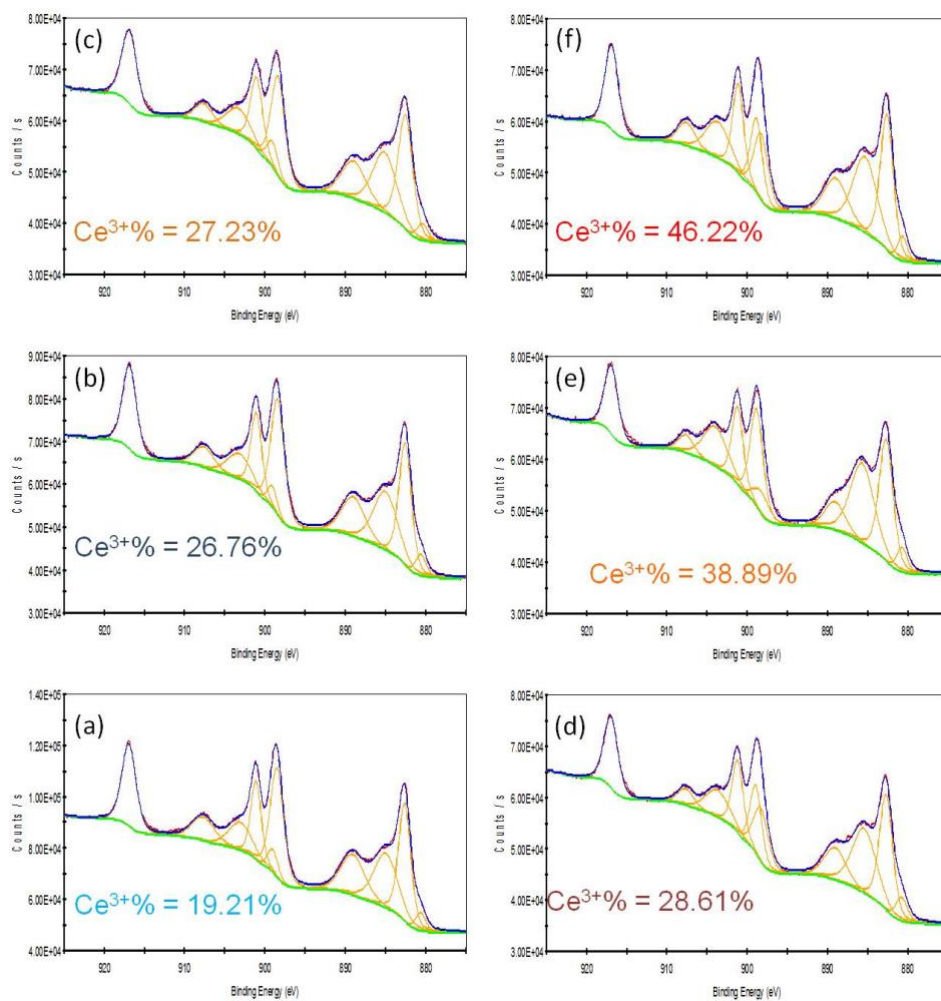 (c)
Counts / s
8.00E+04
7.00E+04
6.00E+04
5.00E+04
4.00E+04
3.00E+04
Ce³⁺% = 27.23%
920 910 900 890 880
Binding Energy (eV)
(f)
Counts / s
8.00E+04
7.00E+04
6.00E+04
5.00E+04
4.00E+04
3.00E+04
Ce³⁺% = 46.22%
920 910 900 890 880
Binding Energy (eV)
(b)
Counts / s
9.00E+04
8.00E+04
7.00E+04
6.00E+04
5.00E+04
4.00E+04
3.00E+04
Ce³⁺% = 26.76%
920 910 900 890 880
Binding Energy (eV)
(e)
Counts / s
8.00E+04
7.00E+04
6.00E+04
5.00E+04
4.00E+04
3.00E+04
Ce³⁺% = 38.89%
920 910 900 890 880
Binding Energy (eV)
(a)
Counts / s
1.40E+05
1.20E+05
1.00E+05
8.00E+04
6.00E+04
4.00E+04
Ce³⁺% = 19.21%
920 910 900 890 880
Binding Energy (eV)
(d)
Counts / s
8.00E+04
7.00E+04
6.00E+04
5.00E+04
4.00E+04
3.00E+04
Ce³⁺% = 28.61%
920 910 900 890 880
Binding Energy (eV)